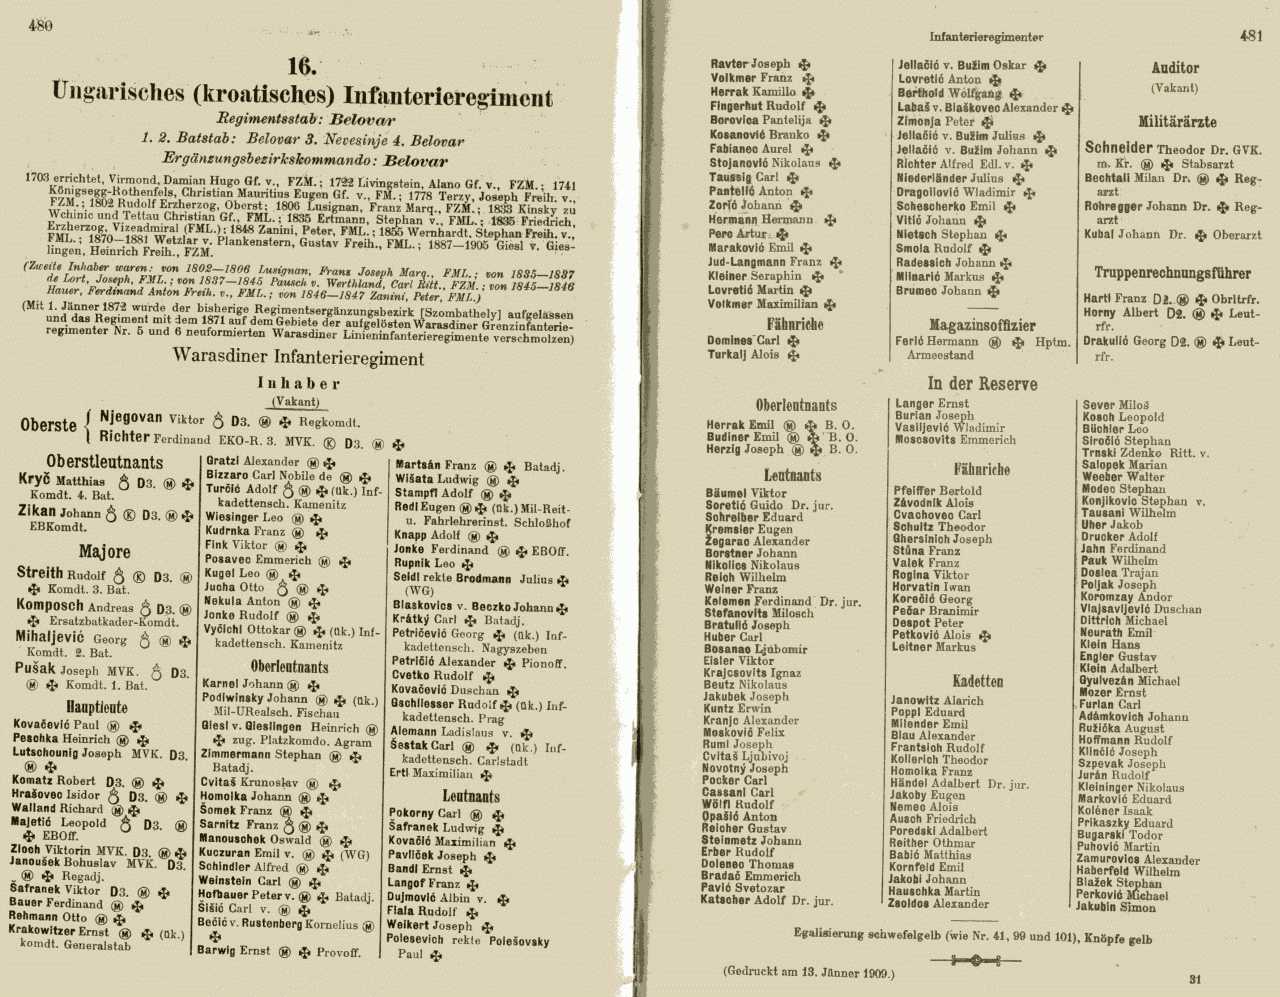 480
16.
Ungarisches (kroatisches) Infanterieregiment
Regimentsstab: Belovar
1. 2. Batstab: Belovar 3. Nevesinje 4. Belovar
Ergänzungsbezirkskommando: Belovar
1703 errichtet, Virmond, Damian Hugo Gf. v., FZM.; 1722 Livingstein, Alano Gf. v., FZM.; 1741
Königsegg-Rothenfels, Christian Mauritius Eugen Gf. v., FM.; 1778 Terzy, Joseph Freih. v.,
FZM.; 1802 Rudolf Erzherzog, Oberst; 1806 Lusignan, Franz Marq., FZM.; 1833 Kinsky zu
Wchinic und Tettau Christian Gf., FML.; 1835 Ertmann, Stephan v., FML.; 1835 Friedrich,
Erzherzog, Vizeadmiral (FML.); 1848 Zanini, Peter, FML.; 1855 Wernhardt, Stephan Freih. v.,
FML.; 1870—1881 Wetzlar v. Plankenstern, Gustav Freih., FML.; 1887—1905 Giesl v. Gies-
lingen, Heinrich Freih., FZM.
(Zweite Inhaber waren: von 1802—1806 Lusignan, Franz Joseph Marq., FML.; von 1835—1837
de Lort, Joseph, FML.; von 1837—1845 Pausch v. Werthland, Carl Ritt., FZM.; von 1845—1846
Hauer, Ferdinand Anton Freih. v., FML.; von 1846—1847 Zanini, Peter, FML.)
(Mit 1. Jänner 1872 wurde der bisherige Regimentsergänzungsbezirk [Szombathely] aufgelassen
und das Regiment mit dem 1871 auf dem Gebiete der aufgelösten Warasdiner Grenzinfanterie-
regimenter Nr. 5 und 6 neuformierten Warasdiner Linieninfanterieregimente verschmolzen)
Warasdiner Infanterieregiment
Inhaber
(Vakant)
Oberste
Njegovan Viktor D3. Ⓜ ✠ Regkomdt.
Richter Ferdinand EKO-R. 3. MVK. Ⓚ D3. Ⓜ ✠
Oberstleutnants
Kryč Matthias D3. Ⓜ ✠
Komdt. 4. Bat.
Zikan Johann Ⓚ D3. Ⓜ ✠
EBKomdt.
Majore
Streith Rudolf Ⓚ D3. Ⓜ
✠ Komdt. 3. Bat.
Komposch Andreas D3. Ⓜ
✠ Ersatzbatkader-Komdt.
Mihaljević Georg Ⓜ ✠
Komdt. 2. Bat.
Pušak Joseph MVK. D3.
Ⓜ ✠ Komdt. 1. Bat.
Hauptleute
Kovačević Paul Ⓜ ✠
Peschka Heinrich Ⓜ ✠
Lutschounig Joseph MVK. D3.
Ⓜ ✠
Komatz Robert D3. Ⓜ ✠
Hrašovec Isidor D3. Ⓜ ✠
Walland Richard Ⓜ ✠
Majetić Leopold D3. Ⓜ
✠ EBOff.
Zloch Viktorin MVK. D3. Ⓜ ✠
Janoušek Bohuslav MVK. D3.
Ⓜ ✠ Regadj.
Šafranek Viktor D3. Ⓜ ✠
Bauer Ferdinand Ⓜ ✠
Rehmann Otto Ⓜ ✠
Krakowitzer Ernst Ⓜ ✠ (ük.)
komdt. Generalstab
Gratzl Alexander Ⓜ ✠
Bizzaro Carl Nobile de Ⓜ ✠
Turčić Adolf Ⓜ ✠ (ük.) Inf-
kadettensch. Kamenitz
Wiesinger Leo Ⓜ ✠
Kudrnka Franz Ⓜ ✠
Fink Viktor Ⓜ ✠
Posavec Emmerich Ⓜ ✠
Kugel Leo Ⓜ ✠
Jucha Otto Ⓜ ✠
Nekula Anton Ⓜ ✠
Jonke Rudolf Ⓜ ✠
Vyčichl Ottokar Ⓜ ✠ (ük.) Inf-
kadettensch. Kamenitz
Oberleutnants
Karnel Johann Ⓜ ✠
Podiwinsky Johann Ⓜ ✠ (ük.)
Mil-URealsch. Fischau
Giesl v. Gieslingen Heinrich Ⓜ
✠ zug. Platzkomdo. Agram
Zimmermann Stephan Ⓜ ✠
Batadj.
Cvitaš Krunoslav Ⓜ ✠
Homolka Johann Ⓜ ✠
Šomek Franz Ⓜ ✠
Sarnitz Franz Ⓜ ✠
Manouschek Oswald Ⓜ ✠
Kuczuran Emil v. Ⓜ ✠ (WG)
Schindler Alfred Ⓜ ✠
Weinstein Carl Ⓜ ✠
Hofbauer Peter v. Ⓜ ✠ Batadj.
Šišić Carl v. Ⓜ ✠
Bećić v. Rustenberg Kornelius Ⓜ
✠
Barwig Ernst Ⓜ ✠ Provoff.
Martsán Franz Ⓜ ✠ Batadj.
Wišata Ludwig Ⓜ ✠
Stampfl Adolf Ⓜ ✠
Redl Eugen Ⓜ ✠ (ük.) Mil-Reit-
u. Fahrlehrerinst. Schloßhof
Knapp Adolf Ⓜ ✠
Jonke Ferdinand Ⓜ ✠ EBOff.
Rupnik Leo ✠
Seidl rekte Brodmann Julius ✠
(WG)
Blaskovics v. Beczko Johann ✠
Krátký Carl ✠ Batadj.
Petričević Georg ✠ (ük.) Inf-
kadettensch. Nagyszeben
Petričić Alexander ✠ Pionoff.
Cvetko Rudolf ✠
Kovačević Duschan ✠
Gschliesser Rudolf ✠ (ük.) Inf-
kadettensch. Prag
Alemann Ladislaus v. ✠
Šestak Carl Ⓜ ✠ (ük.) Inf-
kadettensch. Carlstadt
Ertl Maximilian ✠
Leutnants
Pokorny Carl Ⓜ ✠
Šafranek Ludwig ✠
Kovačić Maximilian ✠
Pavliček Joseph ✠
Bandl Ernst ✠
Langof Franz ✠
Dujmović Albin v. ✠
Fiala Rudolf ✠
Weikert Joseph ✠
Polesevich rekte Polešovsky
Paul ✠
Infanterieregimenter
481
Ravter Joseph ✠
Volkmer Franz ✠
Herrak Kamillo ✠
Fingerhut Rudolf ✠
Borovica Pantelija ✠
Kosanović Branko ✠
Fabianec Aurel ✠
Stojanović Nikolaus ✠
Taussig Carl ✠
Pantelić Anton ✠
Zorić Johann ✠
Hermann Hermann ✠
Perc Artur ✠
Maraković Emil ✠
Jud-Langmann Franz ✠
Kleiner Seraphin ✠
Lovretić Martin ✠
Volkmer Maximilian ✠
Fähnriche
Domines Carl ✠
Turkalj Alois ✠
Jellačić v. Bužim Oskar ✠
Lovretić Anton ✠
Berthold Wolfgang ✠
Labaš v. Blaškovec Alexander ✠
Zimonja Peter ✠
Jellačić v. Bužim Julius ✠
Jellačić v. Bužim Johann ✠
Richter Alfred Edl. v. ✠
Niederländer Julius ✠
Dragollović Wladimir ✠
Schescherko Emil ✠
Vitić Johann ✠
Nietsch Stephan ✠
Smola Rudolf ✠
Radessich Johann ✠
Mlinarić Markus ✠
Brumec Johann ✠
Magazinsoffizier
Ferić Hermann Ⓜ ✠ Hptm.
Armeestand
Auditor
(Vakant)
Militärärzte
Schneider Theodor Dr. GVK.
m. Kr. Ⓜ ✠ Stabsarzt
Bechtali Milan Dr. Ⓜ ✠ Reg-
arzt
Rohregger Johann Dr. ✠ Reg-
arzt
Kubal Johann Dr. ✠ Oberarzt
Truppenrechnungsführer
Hartl Franz D2. Ⓜ ✠ Obrltrfr.
Horny Albert D2. Ⓜ ✠ Leut-
rfr.
Drakulić Georg D2. Ⓜ ✠ Leut-
rfr.
In der Reserve
Oberleutnants
Herrak Emil Ⓜ ✠ B. O.
Budiner Emil Ⓜ ✠ B. O.
Herzig Joseph Ⓜ ✠ B. O.
Leutnants
Bäumel Viktor
Soretić Guido Dr. jur.
Schreiber Eduard
Kremsler Eugen
Žegarac Alexander
Borstner Johann
Nikolics Nikolaus
Reich Wilhelm
Weiner Franz
Kelemen Ferdinand Dr. jur.
Stefanovits Milosch
Bratulić Joseph
Huber Carl
Bosanac Ljubomir
Eisler Viktor
Krajcsovits Ignaz
Beutz Nikolaus
Jakubek Joseph
Kuntz Erwin
Kranjc Alexander
Mosković Felix
Ruml Joseph
Cvitaš Ljubivoj
Novotný Joseph
Pocker Carl
Cassani Carl
Wölfl Rudolf
Opašić Anton
Reicher Gustav
Steinmetz Johann
Erber Rudolf
Dolenec Thomas
Bradač Emmerich
Pavić Svetozar
Katscher Adolf Dr. jur.
Langer Ernst
Burian Joseph
Vasiljević Wladimir
Moscsovits Emmerich
Fähnriche
Pfeiffer Bertold
Závodnik Alois
Cvachovec Carl
Schultz Theodor
Ghersinich Joseph
Stůna Franz
Valek Franz
Rogina Viktor
Horvatin Iwan
Korečić Georg
Pečar Branimir
Despot Peter
Petković Alois ✠
Leitner Markus
Kadetten
Janowitz Alarich
Poppl Eduard
Milender Emil
Blau Alexander
Frantsich Rudolf
Kollerich Theodor
Homolka Franz
Händel Adalbert Dr. jur.
Jakoby Eugen
Nemec Alois
Ausch Friedrich
Poredski Adalbert
Reither Othmar
Babić Matthias
Kornfeld Emil
Jakobi Johann
Hauschka Martin
Zsoldos Alexander
Sever Miloš
Kosch Leopold
Büchler Leo
Siročić Stephan
Trnski Zdenko Ritt. v.
Salopek Marian
Weeber Walter
Modec Stephan
Konjikovic Stephan v.
Tausani Wilhelm
Uher Jakob
Drucker Adolf
Jahn Ferdinand
Pauk Wilhelm
Doslea Trajan
Poljak Joseph
Koromzay Andor
Vlajsavljević Duschan
Dittrich Michael
Neurath Emil
Klein Hans
Engler Gustav
Klein Adalbert
Gyulvezán Michael
Mozer Ernst
Furlan Carl
Adámkovich Johann
Ružička August
Hoffmann Rudolf
Klinčić Joseph
Szpevak Joseph
Jurán Rudolf
Kleininger Nikolaus
Marković Eduard
Koléner Isaak
Prikaszky Eduard
Bugarski Todor
Puhović Martin
Zamurovics Alexander
Haberfeld Wilhelm
Blažek Stephan
Perković Michael
Jakubin Simon
Egalisierung schwefelgelb (wie Nr. 41, 99 und 101), Knöpfe gelb
(Gedruckt am 13. Jänner 1909.)
31